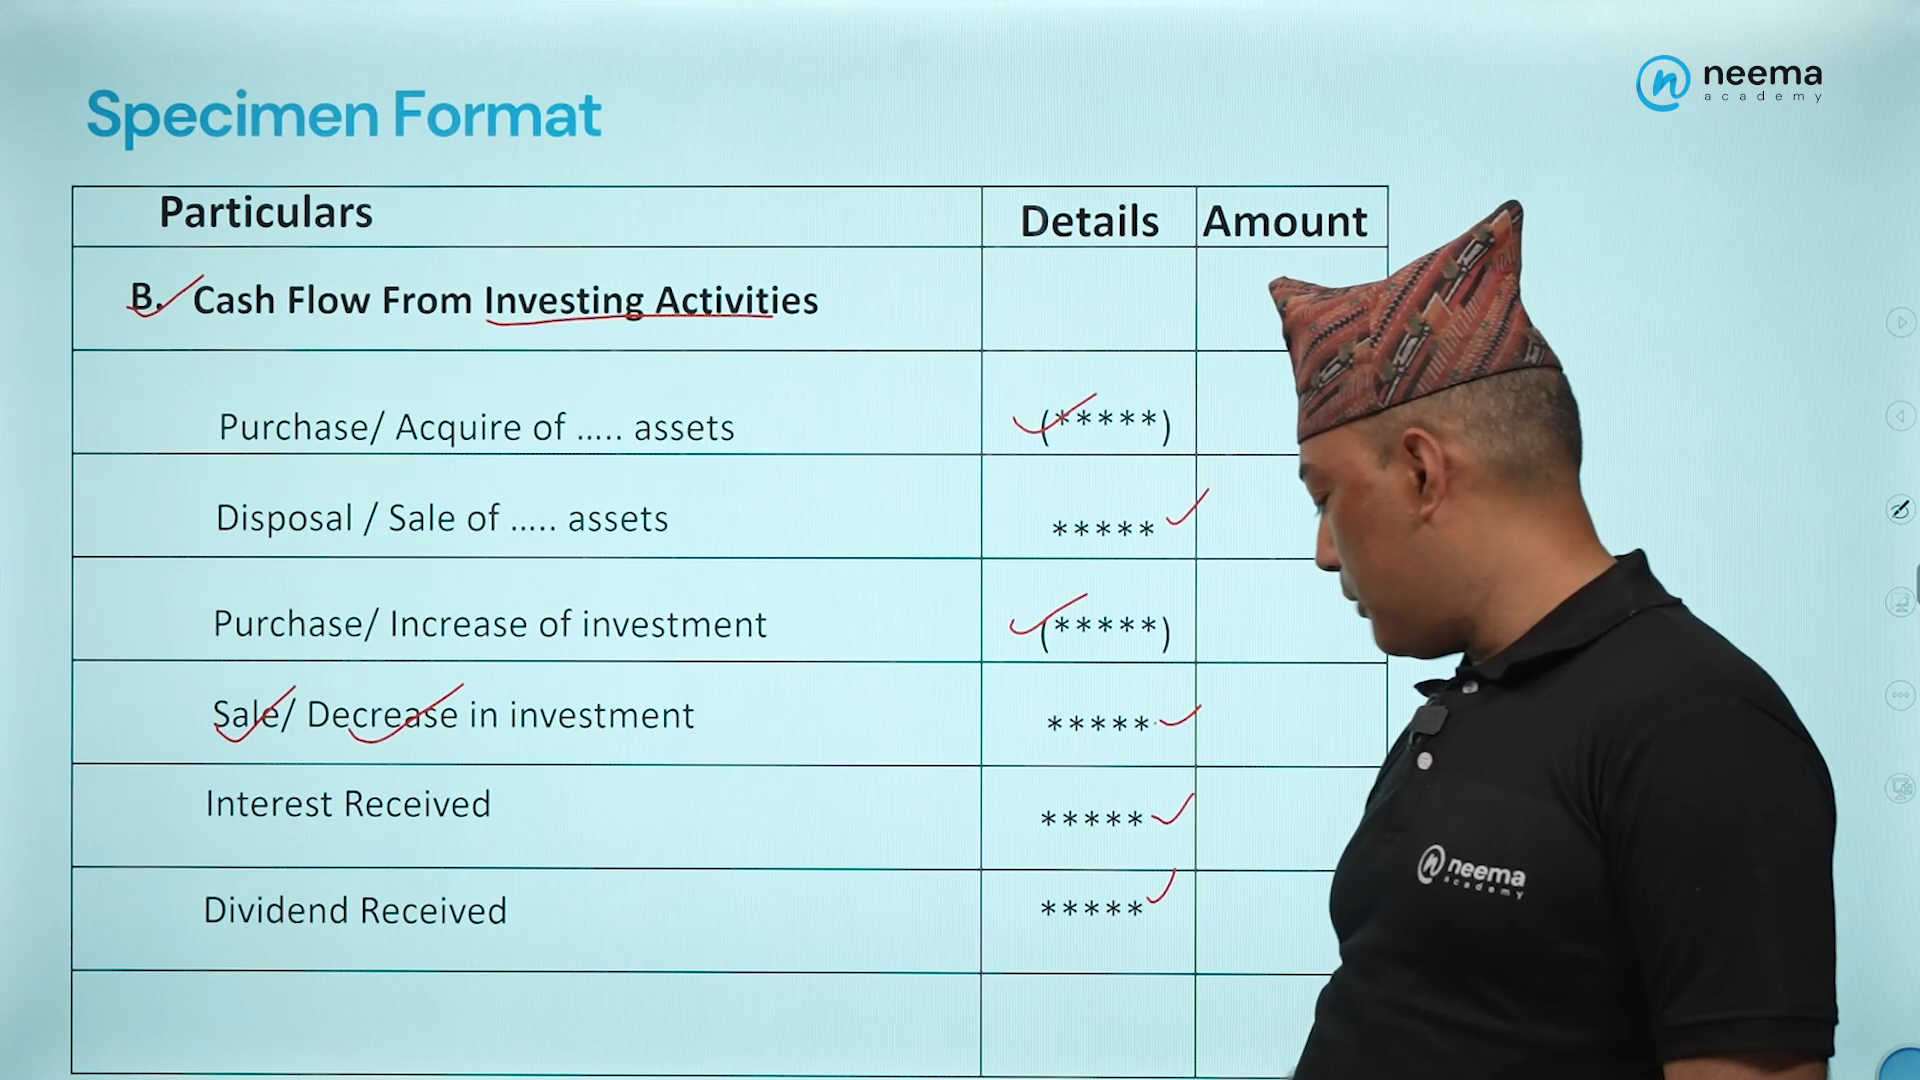 neema
academy
Specimen Format
Particulars Details Amount
B. Cash Flow From Investing Activities
Purchase/ Acquire of ..... assets (*****)
Disposal / Sale of ..... assets *****
Purchase/ Increase of investment (*****)
Sale/ Decrease in investment *****
Interest Received *****
Dividend Received *****
neema
academy